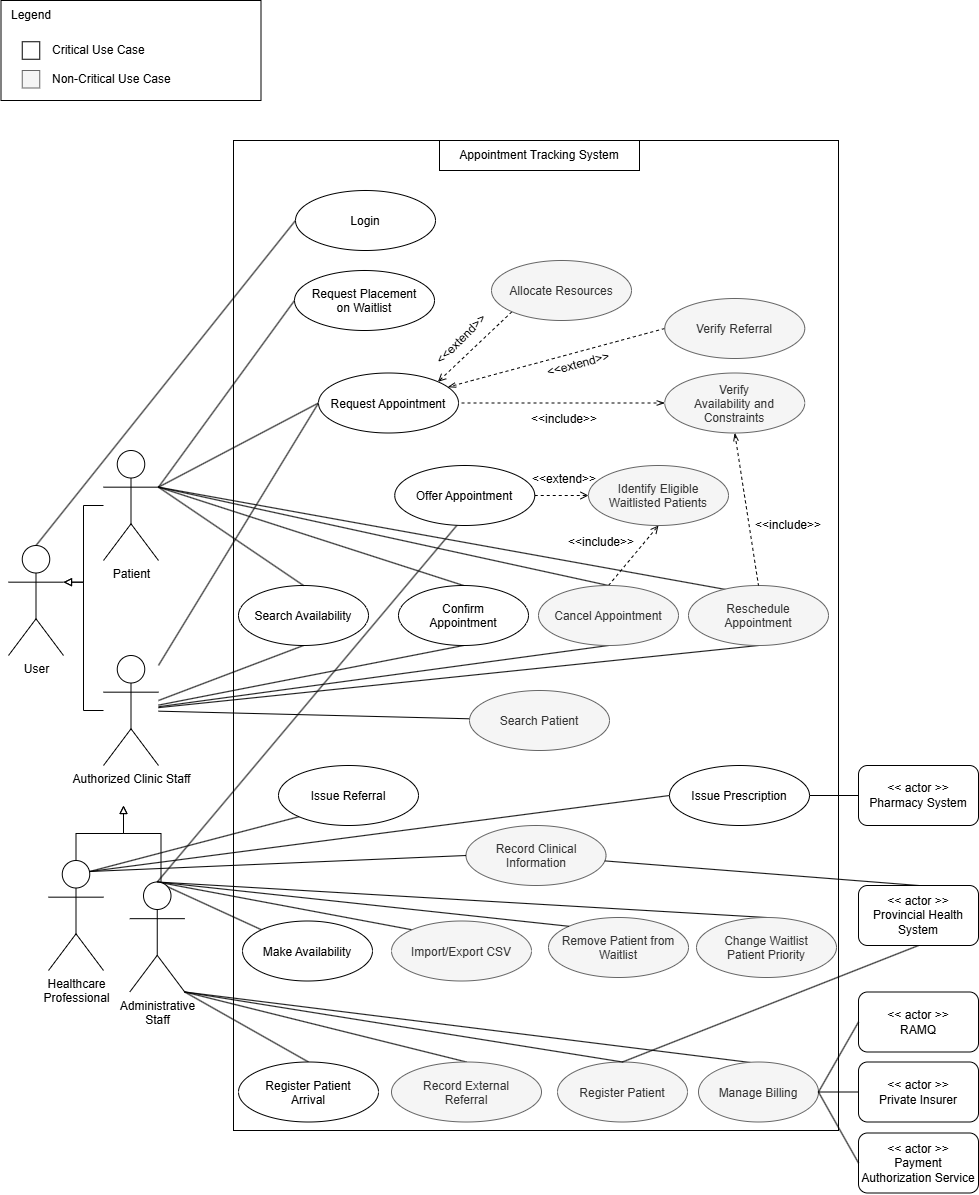 Legend
Critical Use Case
Non-Critical Use Case
Appointment Tracking System
Login
Request Placement
on Waitlist
Allocate Resources
Verify Referral
<<extend>>
<<extend>>
Request Appointment
<<include>>
Verify
Availability and
Constraints
Offer Appointment
<<extend>>
Identify Eligible
Waitlisted Patients
<<include>>
<<include>>
Patient
User
Search Availability
Confirm
Appointment
Cancel Appointment
Reschedule
Appointment
Search Patient
Authorized Clinic Staff
Issue Referral
Issue Prescription
<< actor >>
Pharmacy System
Record Clinical
Information
<< actor >>
Provincial Health
System
Make Availability
Import/Export CSV
Remove Patient from
Waitlist
Change Waitlist
Patient Priority
Healthcare
Professional
Administrative
Staff
<< actor >>
RAMQ
Register Patient
Arrival
Record External
Referral
Register Patient
Manage Billing
<< actor >>
Private Insurer
<< actor >>
Payment
Authorization Service